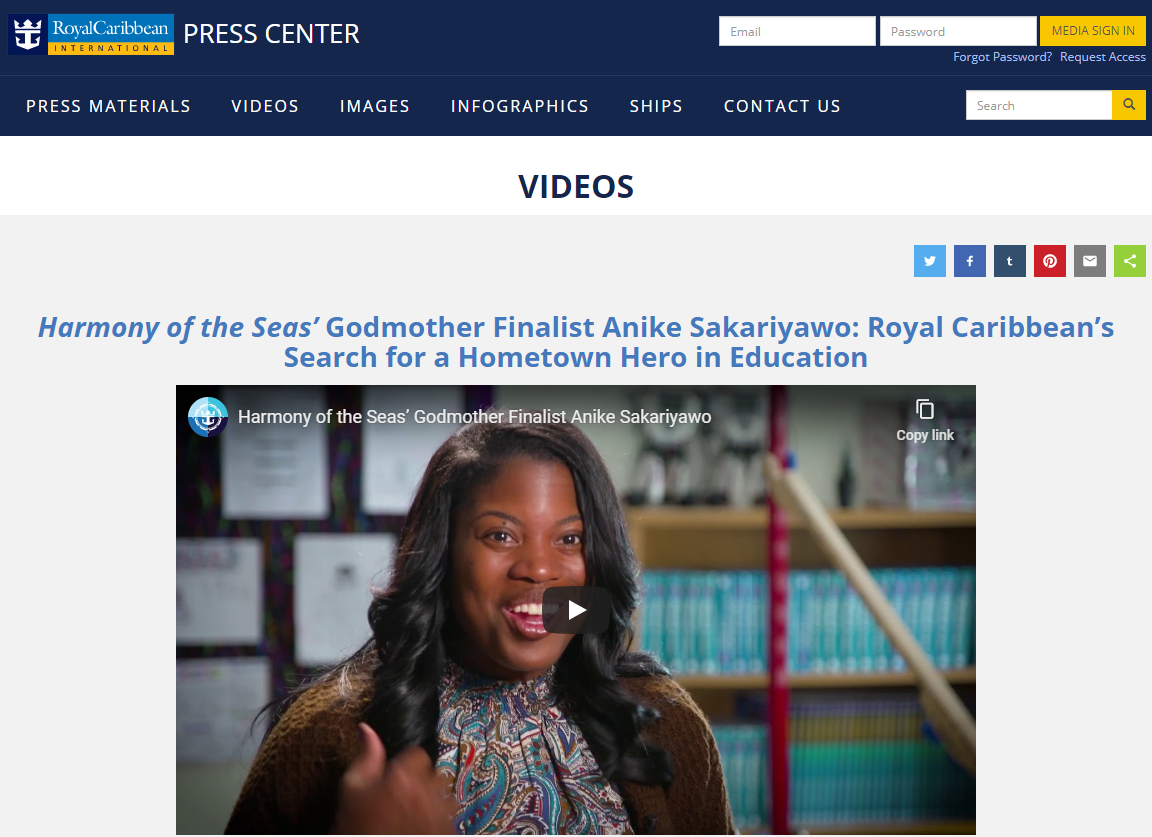 RoyalCaribbean
INTERNATIONAL
PRESS CENTER
Email
Password
MEDIA SIGN IN
Forgot Password? Request Access
PRESS MATERIALS VIDEOS IMAGES INFOGRAPHICS SHIPS CONTACT US
Search
VIDEOS
Harmony of the Seas’ Godmother Finalist Anike Sakariyawo: Royal Caribbean’s
Search for a Hometown Hero in Education
Harmony of the Seas’ Godmother Finalist Anike Sakariyawo
Copy link